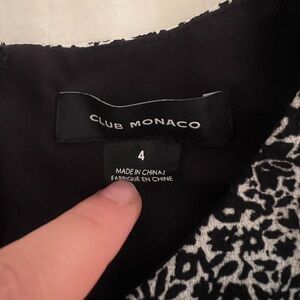 CLUB MONACO
4
MADE IN CHINA/
FABRIQUÉ EN CHINE